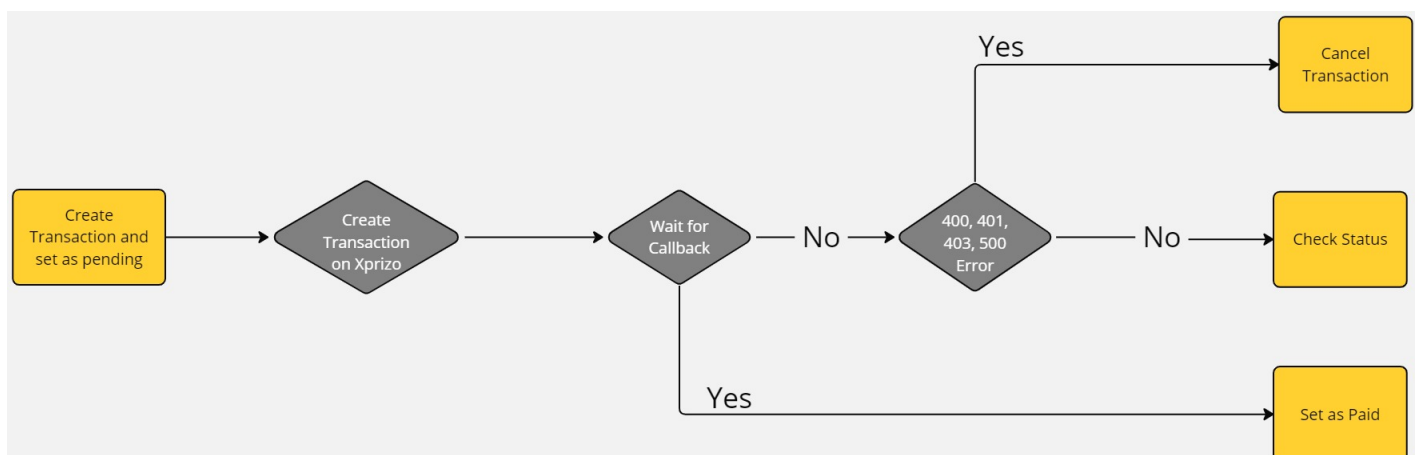 Yes
Cancel
Transaction
Create
Transaction and
set as pending
Create
Transaction
on Xprizo
Wait for
Callback
No
400, 401,
403, 500
Error
No
Check Status
Yes
Set as Paid